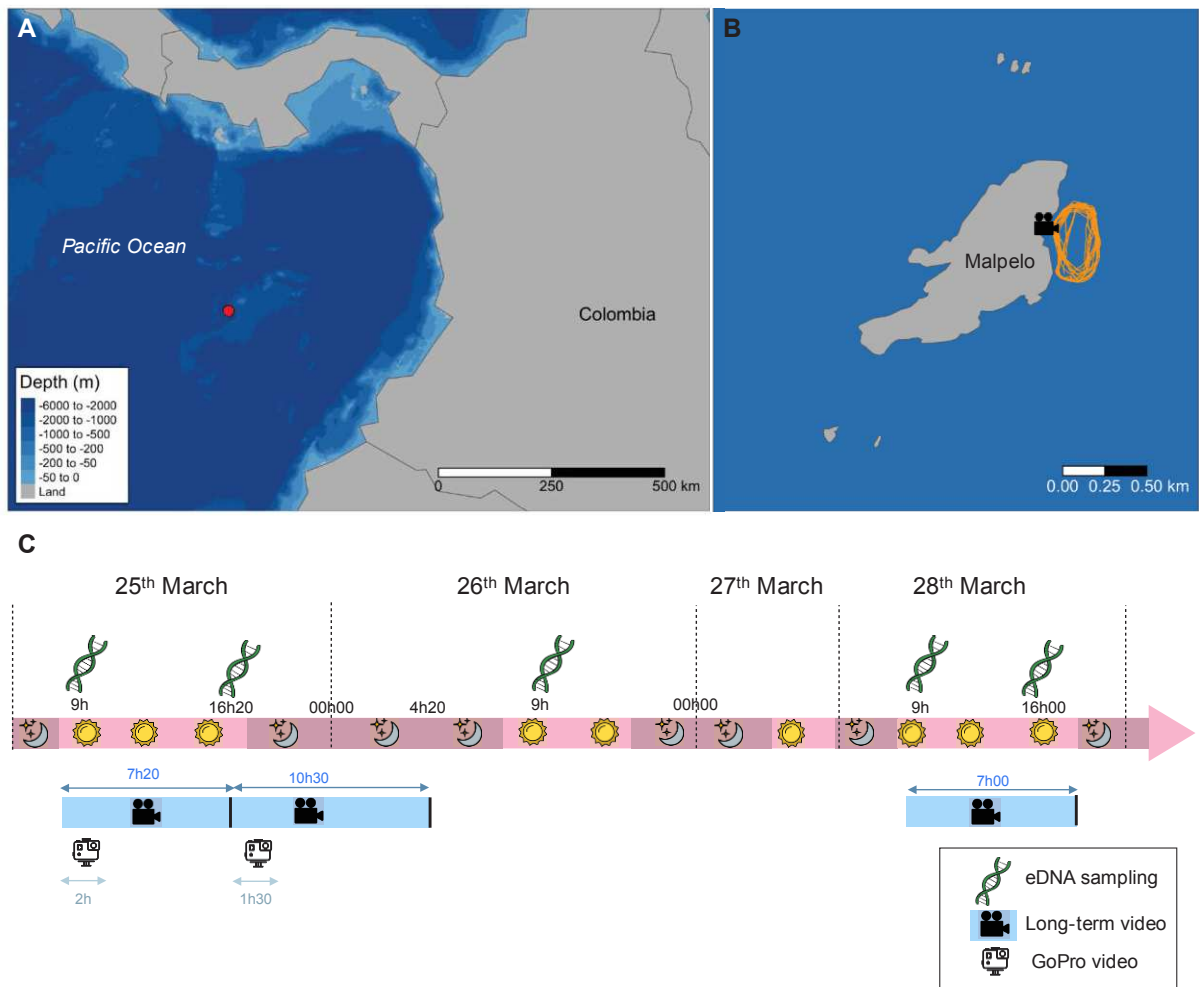 A
Pacific Ocean
Colombia
Depth (m)
-6000 to -2000
-2000 to -1000
-1000 to -500
-500 to -200
-200 to -50
-50 to 0
Land
0 250 500 km
B
Malpelo
0.00 0.25 0.50 km
C
25th March 26th March 27th March 28th March
9h 16h20 00h00 4h20 9h 00h00 9h 16h00
7h20 10h30 7h00
2h 1h30
eDNA sampling
Long-term video
GoPro video